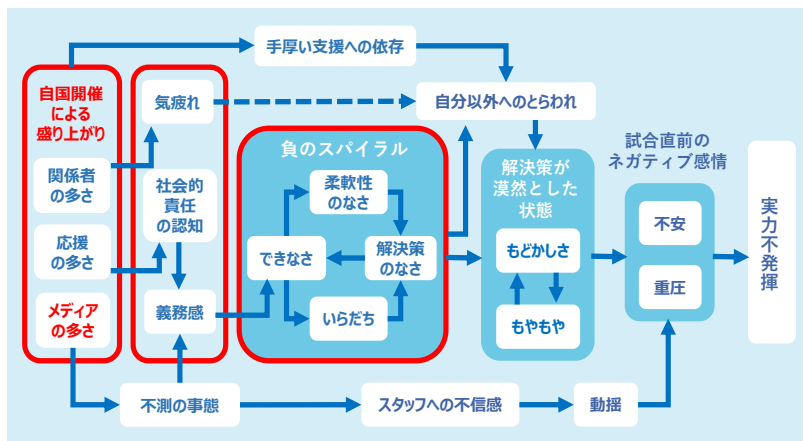 手厚い支援への依存
自国開催
による
盛り上がり
関係者
の多さ
応援
の多さ
メディア
の多さ
気疲れ
社会的
責任
の認知
義務感
自分以外へのとらわれ
負のスパイラル
柔軟性
のなさ
できなさ
解決策
のなさ
いらだち
解決策が
漠然とした
状態
もどかしさ
もやもや
試合直前の
ネガティブ感情
不安
重圧
実力不発揮
不測の事態
スタッフへの不信感
動揺